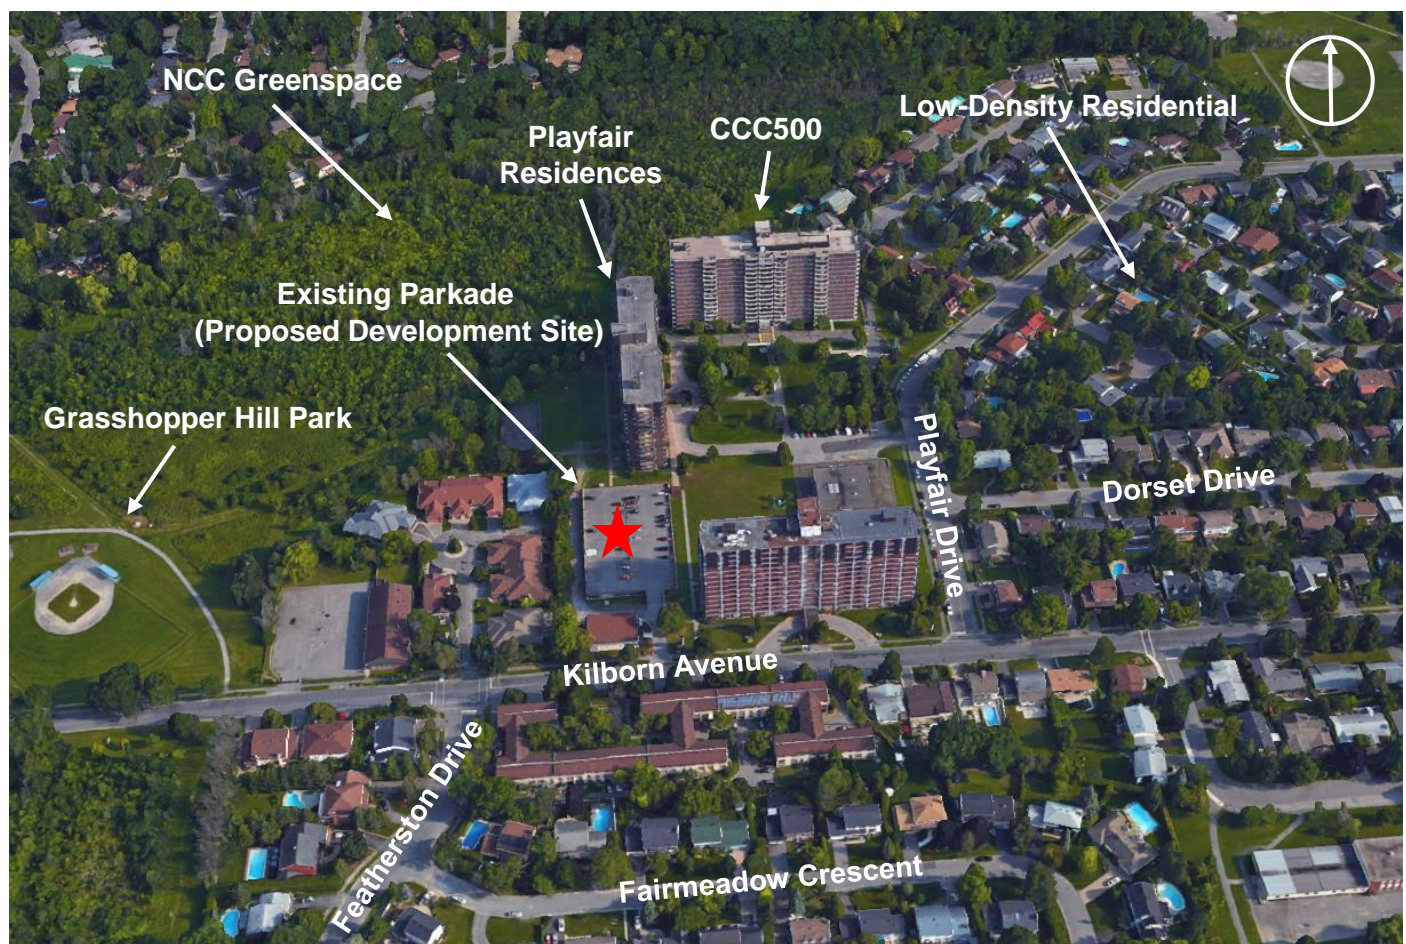 NCC Greenspace
Low-Density Residential
Playfair
Residences
CCC500
Existing Parkade
(Proposed Development Site)
Grasshopper Hill Park
Playfair Drive
Dorset Drive
Kilborn Avenue
Featherston Drive
Fairmeadow Crescent